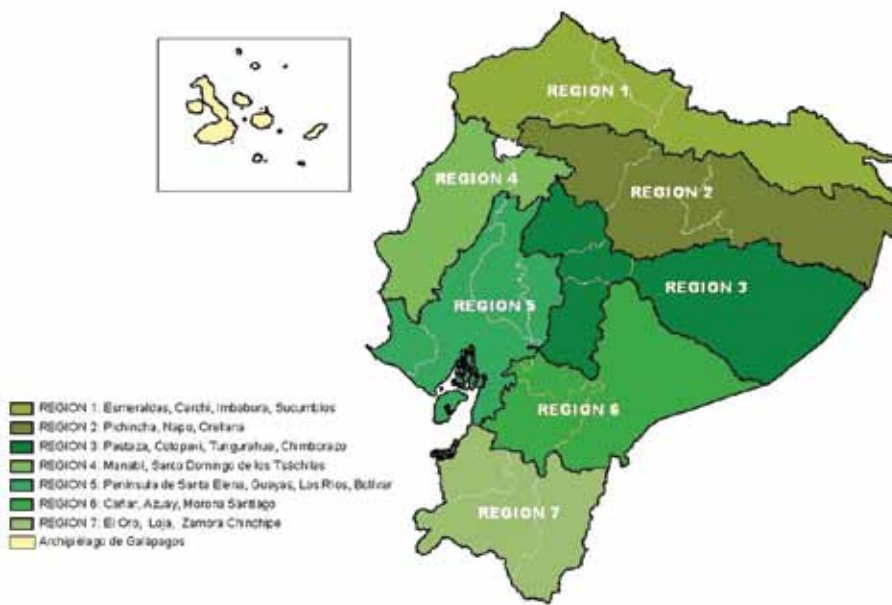 REGION 1
REGION 2
REGION 4
REGION 3
REGION 5
REGION 6
REGION 7
REGION 1: Esmeraldas, Carchi, Imbabura, Sucumbios
REGION 2: Pichincha, Napo, Orellana
REGION 3: Pastaza, Cotopaxi, Tungurahua, Chimborazo
REGION 4: Manabí, Santo Domingo de los Tsáchilas
REGION 5: Península de Santa Elena, Guayas, Los Ríos, Bolívar
REGION 6: Cañar, Azuay, Morona Santiago
REGION 7: El Oro, Loja, Zamora Chinchipe
Archipiélago de Galápagos